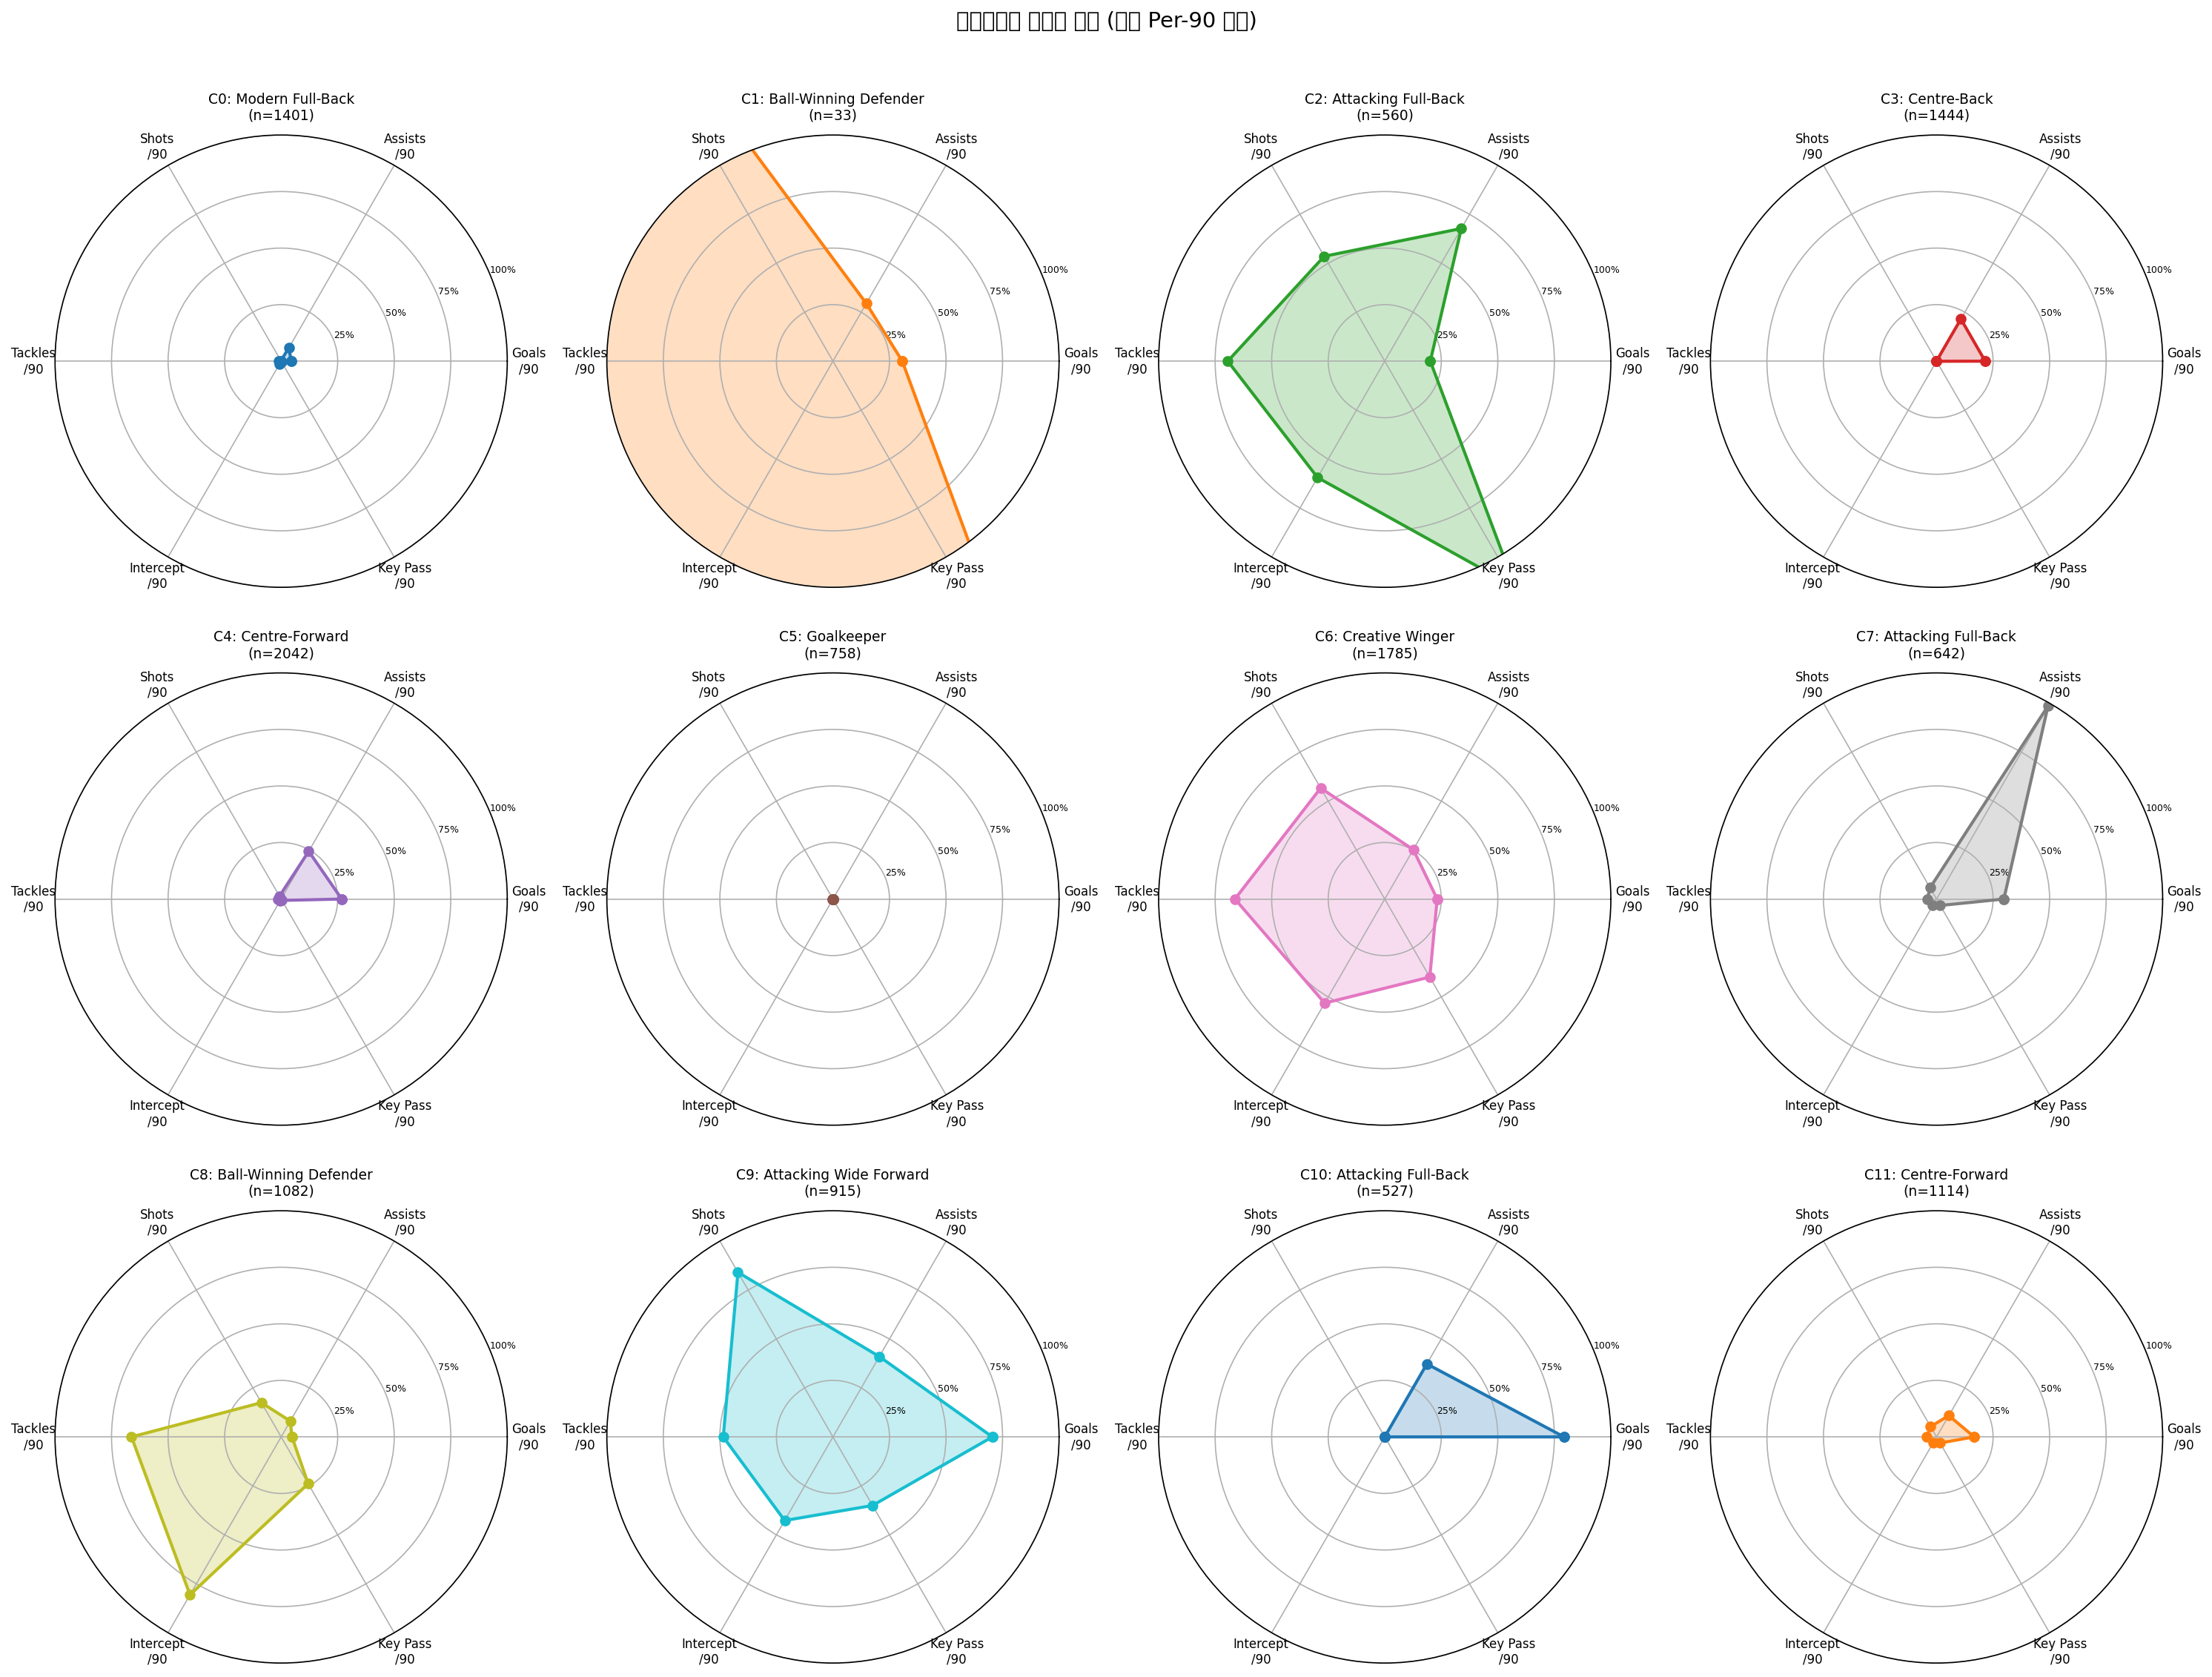 Per-90
C0: Modern Full-Back
(n=1401)
Shots
/90
Assists
/90
100%
75%
50%
25%
Tackles
/90
Goals
/90
Intercept
/90
Key Pass
/90
C1: Ball-Winning Defender
(n=33)
Shots
/90
Assists
/90
100%
75%
50%
25%
Tackles
/90
Goals
/90
Intercept
/90
Key Pass
/90
C2: Attacking Full-Back
(n=560)
Shots
/90
Assists
/90
100%
75%
50%
25%
Tackles
/90
Goals
/90
Intercept
/90
Key Pass
/90
C3: Centre-Back
(n=1444)
Shots
/90
Assists
/90
100%
75%
50%
25%
Tackles
/90
Goals
/90
Intercept
/90
Key Pass
/90
C4: Centre-Forward
(n=2042)
Shots
/90
Assists
/90
100%
75%
50%
25%
Tackles
/90
Goals
/90
Intercept
/90
Key Pass
/90
C5: Goalkeeper
(n=758)
Shots
/90
Assists
/90
100%
75%
50%
25%
Tackles
/90
Goals
/90
Intercept
/90
Key Pass
/90
C6: Creative Winger
(n=1785)
Shots
/90
Assists
/90
100%
75%
50%
25%
Tackles
/90
Goals
/90
Intercept
/90
Key Pass
/90
C7: Attacking Full-Back
(n=642)
Shots
/90
Assists
/90
100%
75%
50%
25%
Tackles
/90
Goals
/90
Intercept
/90
Key Pass
/90
C8: Ball-Winning Defender
(n=1082)
Shots
/90
Assists
/90
100%
75%
50%
25%
Tackles
/90
Goals
/90
Intercept
/90
Key Pass
/90
C9: Attacking Wide Forward
(n=915)
Shots
/90
Assists
/90
100%
75%
50%
25%
Tackles
/90
Goals
/90
Intercept
/90
Key Pass
/90
C10: Attacking Full-Back
(n=527)
Shots
/90
Assists
/90
100%
75%
50%
25%
Tackles
/90
Goals
/90
Intercept
/90
Key Pass
/90
C11: Centre-Forward
(n=1114)
Shots
/90
Assists
/90
100%
75%
50%
25%
Tackles
/90
Goals
/90
Intercept
/90
Key Pass
/90